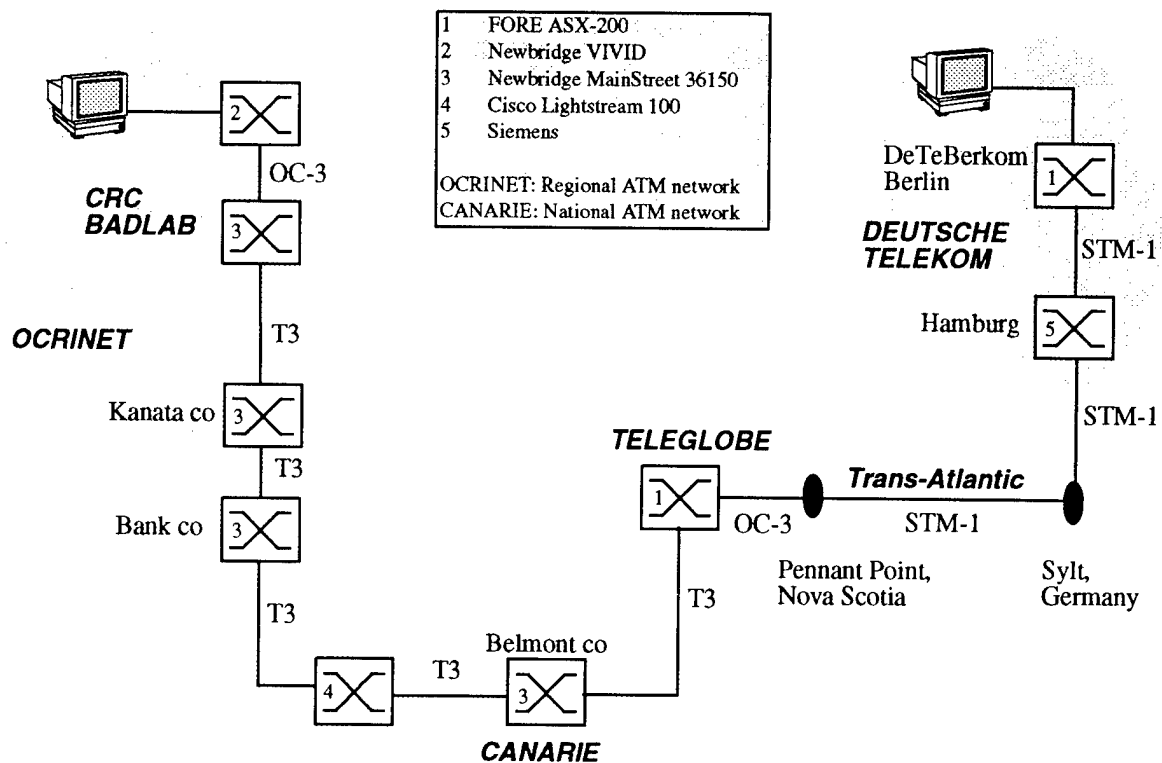 1 FORE ASX-200
2 Newbridge VIVID
3 Newbridge MainStreet 36150
4 Cisco Lightstream 100
5 Siemens
OCRINET: Regional ATM network
CANARIE: National ATM network
2
OC-3
CRC
BADLAB
3
T3
OCRINET
Kanata co
3
T3
Bank co
3
T3
4
T3
Belmont co
3
CANARIE
T3
TELEGLOBE
1
OC-3
Pennant Point,
Nova Scotia
Trans-Atlantic
STM-1
Sylt,
Germany
STM-1
Hamburg
5
STM-1
DEUTSCHE
TELEKOM
DeTeBerkom
Berlin
1